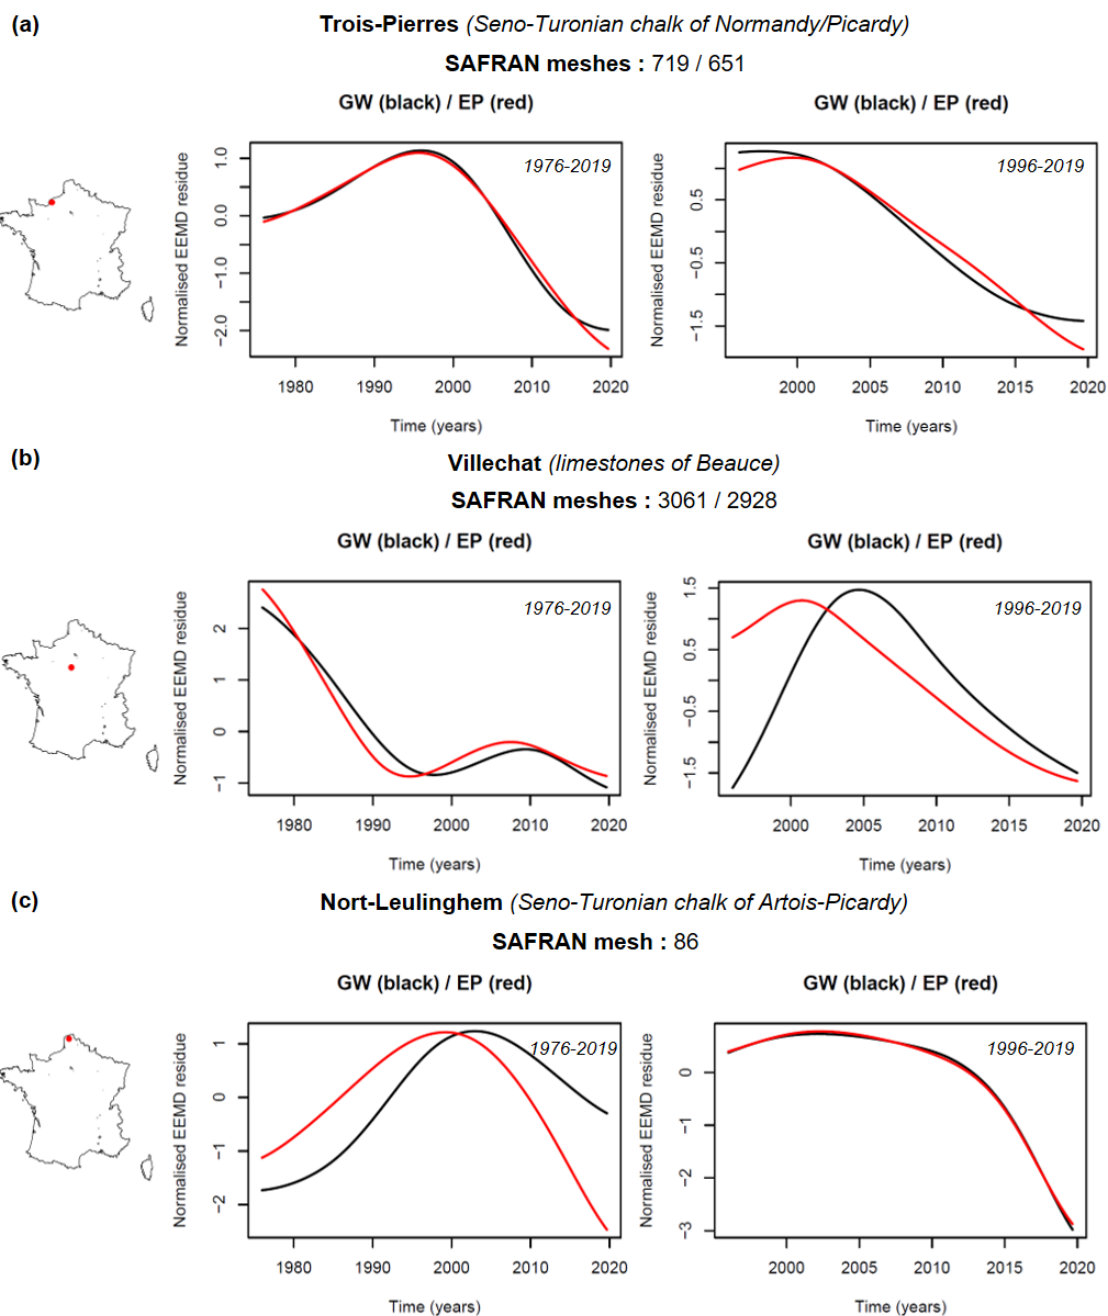 (a)
Trois-Pierres (Seno-Turonian chalk of Normandy/Picardy)
SAFRAN meshes : 719 / 651
GW (black) / EP (red)
GW (black) / EP (red)
Normalised EEMD residue
1.0
0.0
−1.0
−2.0
1976-2019
1980 1990 2000 2010 2020
Time (years)
Normalised EEMD residue
0.5
−0.5
−1.5
1996-2019
2000 2005 2010 2015 2020
Time (years)
(b)
Villechat (limestones of Beauce)
SAFRAN meshes : 3061 / 2928
GW (black) / EP (red)
GW (black) / EP (red)
Normalised EEMD residue
2
1
0
−1
1976-2019
1980 1990 2000 2010 2020
Time (years)
Normalised EEMD residue
1.5
0.5
−0.5
−1.5
1996-2019
2000 2005 2010 2015 2020
Time (years)
(c)
Nort-Leulinghem (Seno-Turonian chalk of Artois-Picardy)
SAFRAN mesh : 86
GW (black) / EP (red)
GW (black) / EP (red)
Normalised EEMD residue
1
0
−1
−2
1976-2019
1980 1990 2000 2010 2020
Time (years)
Normalised EEMD residue
0
−1
−2
−3
1996-2019
2000 2005 2010 2015 2020
Time (years)